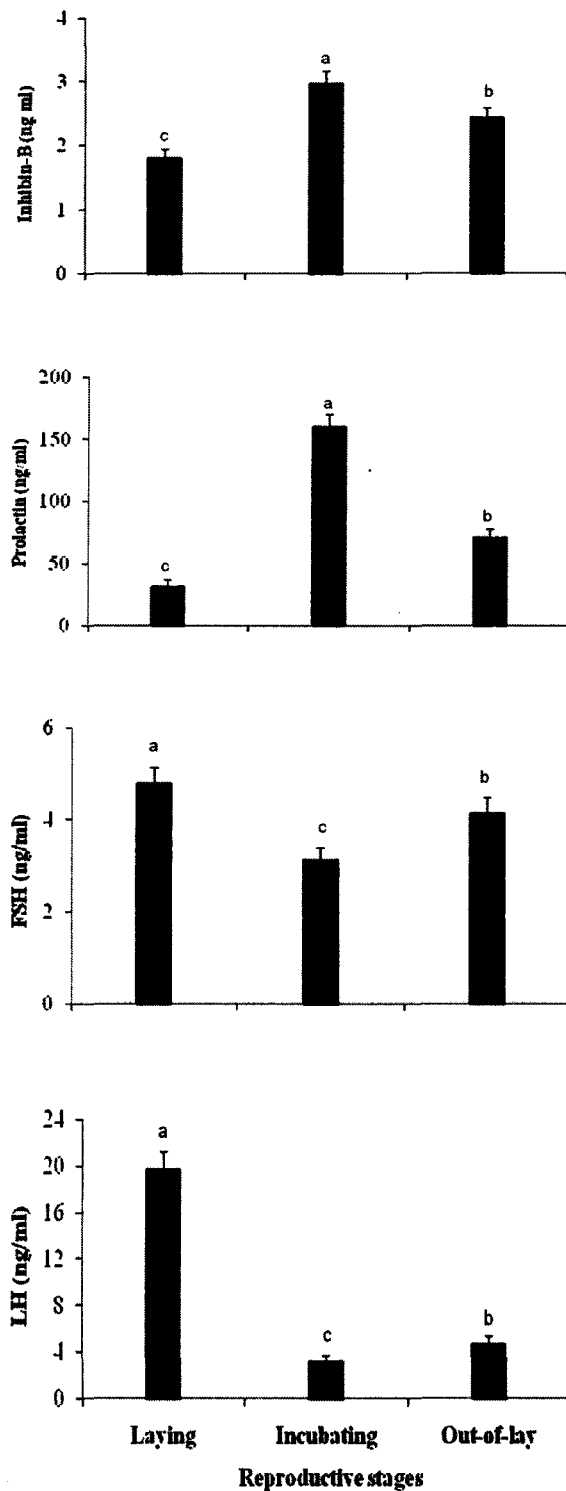 Inhibin-B (ng ml)
4
3
2
1
0
c
a
b
Prolactin (ng/ml)
200
150
100
50
0
c
a
b
FSH (ng/ml)
6
4
2
0
a
c
b
LH (ng/ml)
24
20
16
12
8
4
0
a
c
b
Laying Incubating Out-of-lay
Reproductive stages